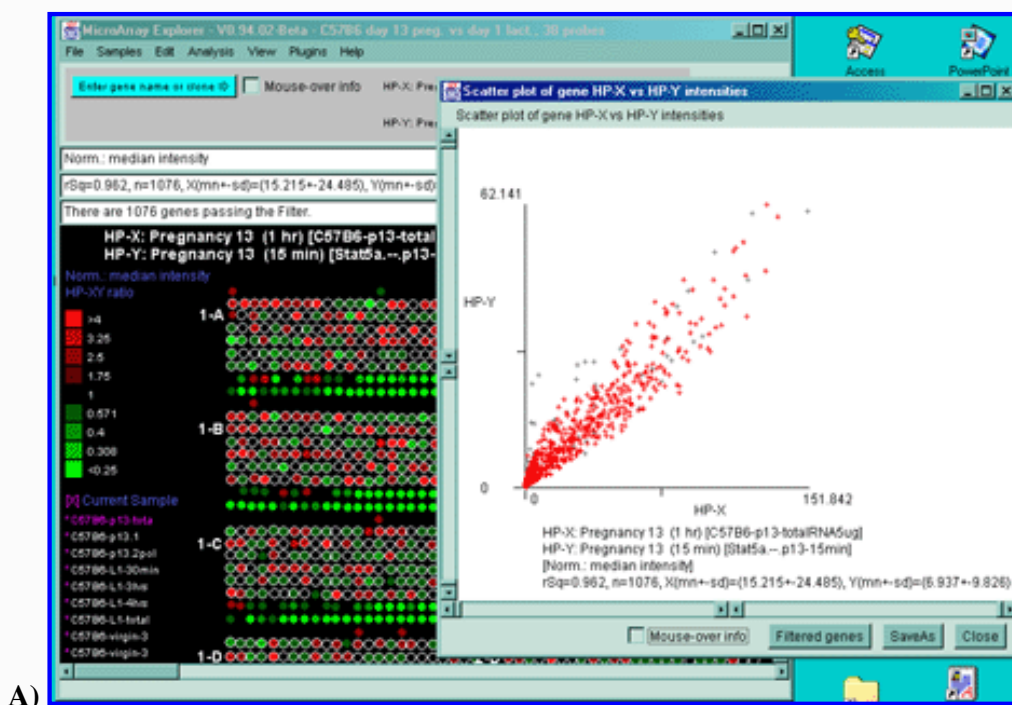 MicroArray Explorer - V0.94.02-Beta - C57B6 day 13 preg. vs day 1 lact., 38 probes
File Samples Edit Analysis View Plugins Help
Enter gene name or clone
Mouse-over info
HP-X: Pre
HP-Y: Pre
Norm.: median intensity
rSq=0.962, n=1076, X(mn+-sd)=(15.215+-24.485), Y(mn+-sd)=
There are 1076 genes passing the Filter.
HP-X: Pregnancy 13 (1 hr) [C57B6-p13-total
HP-Y: Pregnancy 13 (15 min) [Stat5a.--.p13-
Norm.: median intensity
HP-XY ratio
>4
3.25
2.5
1.75
1
0.571
0.4
0.308
<0.25
1-A
1-B
1-C
1-D
[X] Current Sample
*C57B6-p13-tota
*C57B6-p13.1
*C57B6-p13.2pol
*C57B6-L1-30min
*C57B6-L1-3hs
*C57B6-L1-4hs
*C57B6-L1-total
*C57B6-virgin-3
*C57B6-virgin-3
Access
PowerPoint
Scatter plot of gene HP-X vs HP-Y intensities
Scatter plot of gene HP-X vs HP-Y intensities
62.141
HP-Y
0
0
151.842
HP-X
HP-X: Pregnancy 13 (1 hr) [C57B6-p13-totalRNA5ug]
HP-Y: Pregnancy 13 (15 min) [Stat5a.--.p13-15min]
[Norm.: median intensity]
rSq=0.962, n=1076, X(mn+-sd)=(15.215+-24.485), Y(mn+-sd)=(6.937+-9.826)
Mouse-over info
Filtered genes
SaveAs
Close
A)